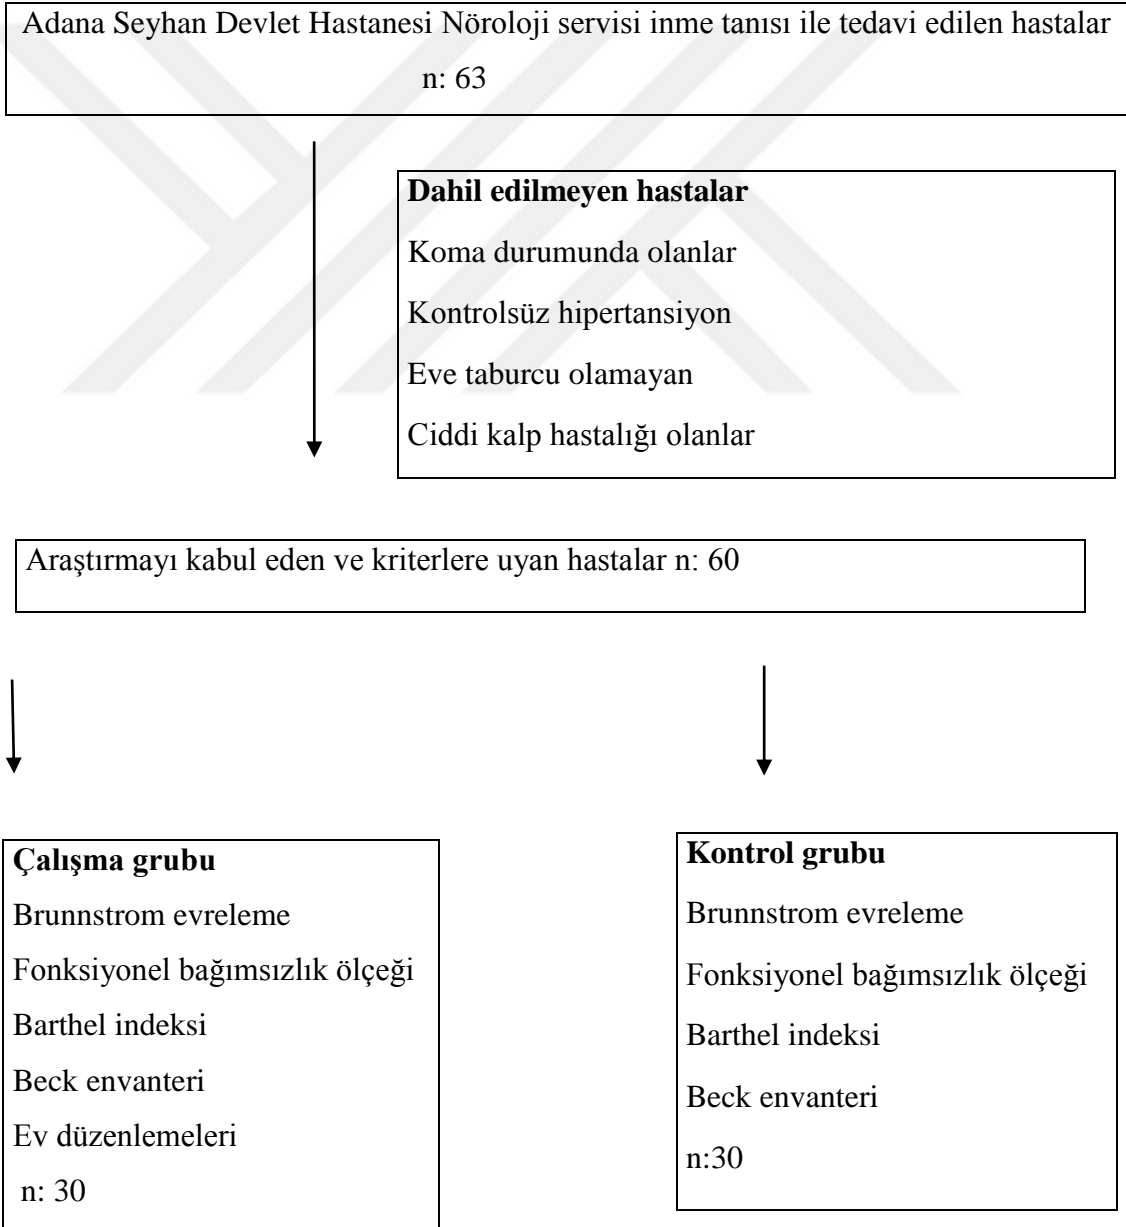 Adana Seyhan Devlet Hastanesi Nöroloji servisi inme tanısı ile tedavi edilen hastalar
n: 63
Dahil edilmeyen hastalar
Koma durumunda olanlar
Kontrolsüz hipertansiyon
Eve taburcu olamayan
Ciddi kalp hastalığı olanlar
Araştırmayı kabul eden ve kriterlere uyan hastalar n: 60
Çalışma grubu
Brunnstrom evreleme
Fonksiyonel bağımsızlık ölçeği
Barthel indeksi
Beck envanteri
Ev düzenlemeleri
n: 30
Kontrol grubu
Brunnstrom evreleme
Fonksiyonel bağımsızlık ölçeği
Barthel indeksi
Beck envanteri
n:30